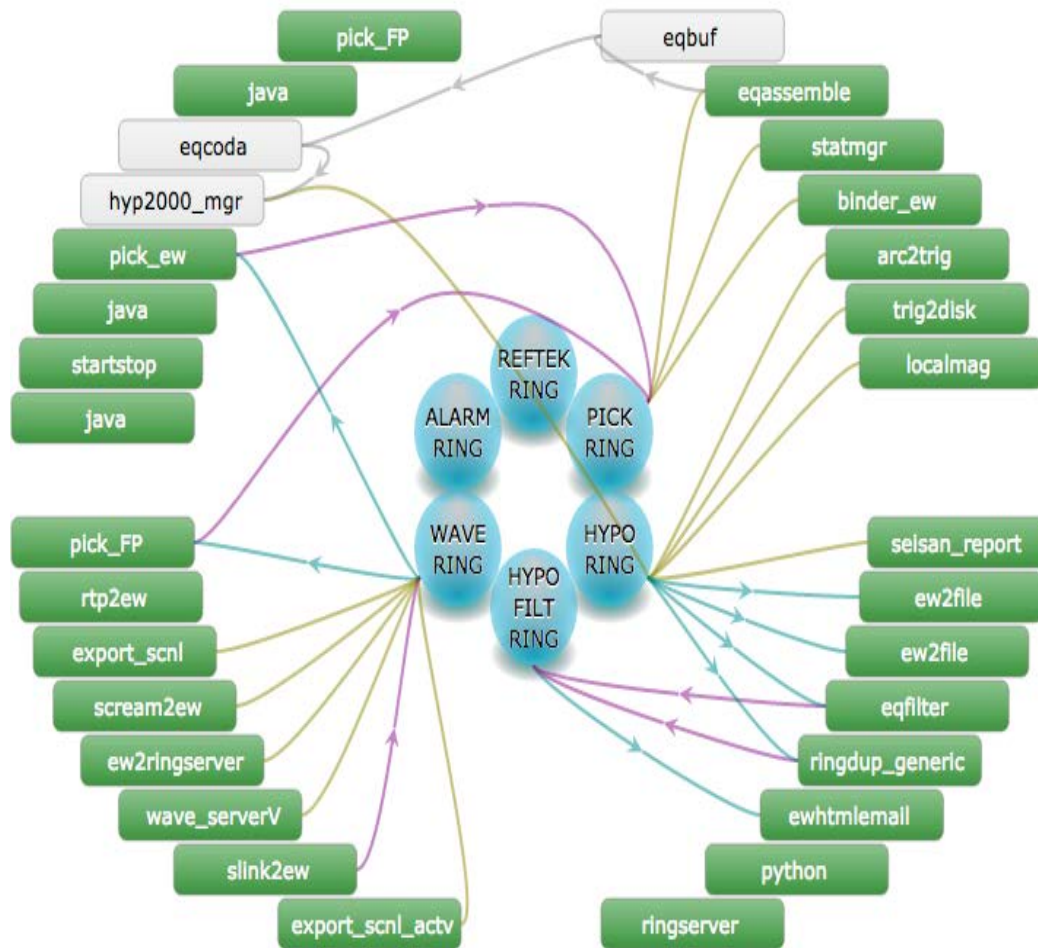 pick_FP
eqbuf
java
eqassemble
eqcoda
statmgr
hyp2000_mgr
binder_ew
pick_ew
arc2trig
java
trig2disk
startstop
localmag
java
REFTEK
RING
ALARM
RING
PICK
RING
WAVE
RING
HYPO
RING
HYPO
FILT
RING
pick_FP
seisan_report
rtp2ew
ew2file
export_scnl
ew2file
scream2ew
eqfilter
ew2ringserver
ringdup_generic
wave_serverV
ewhtmlemail
slink2ew
python
export_scnl_actv
ringserver